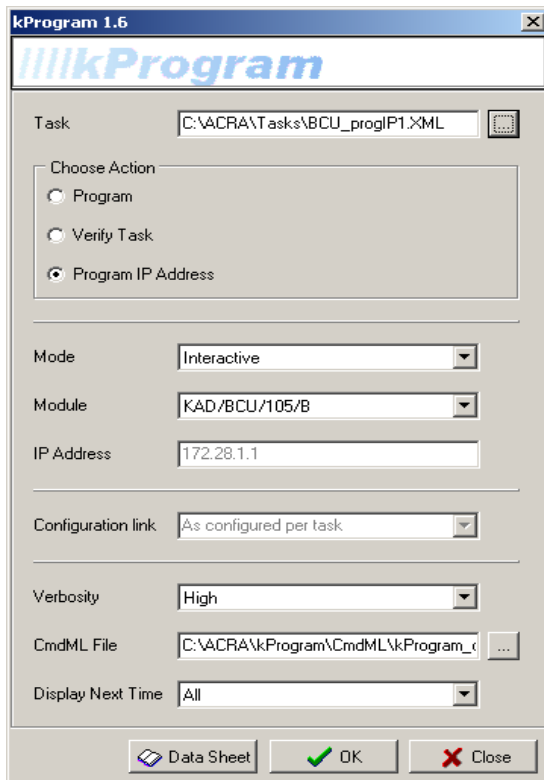 kProgram 1.6
kProgram
Task C:\ACRA\Tasks\BCU_progIP1.XML ...
Choose Action
Program
Verify Task
Program IP Address
Mode Interactive
Module KAD/BCU/105/B
IP Address 172.28.1.1
Configuration link As configured per task
Verbosity High
CmdML File C:\ACRA\kProgram\CmdML\kProgram_c ...
Display Next Time All
Data Sheet OK Close